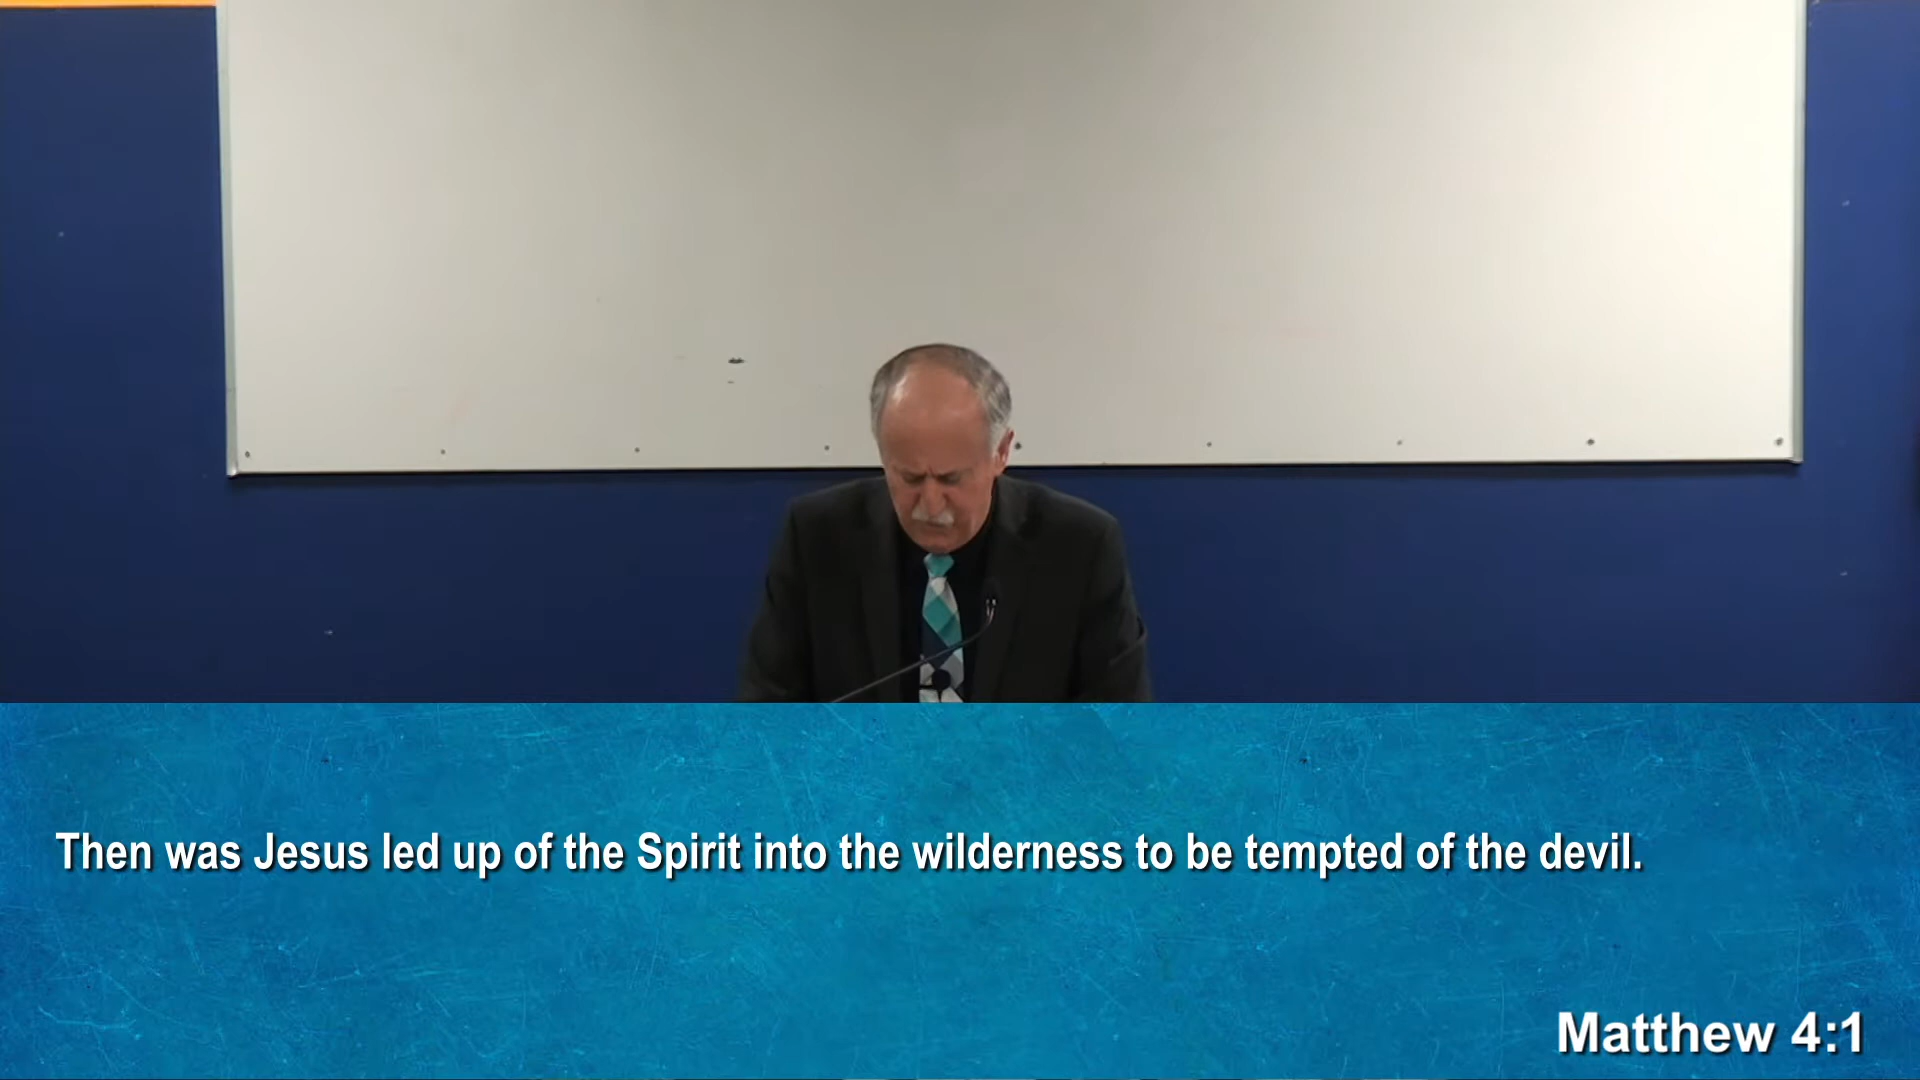 Then was Jesus led up of the Spirit into the wilderness to be tempted of the devil.
Matthew 4:1